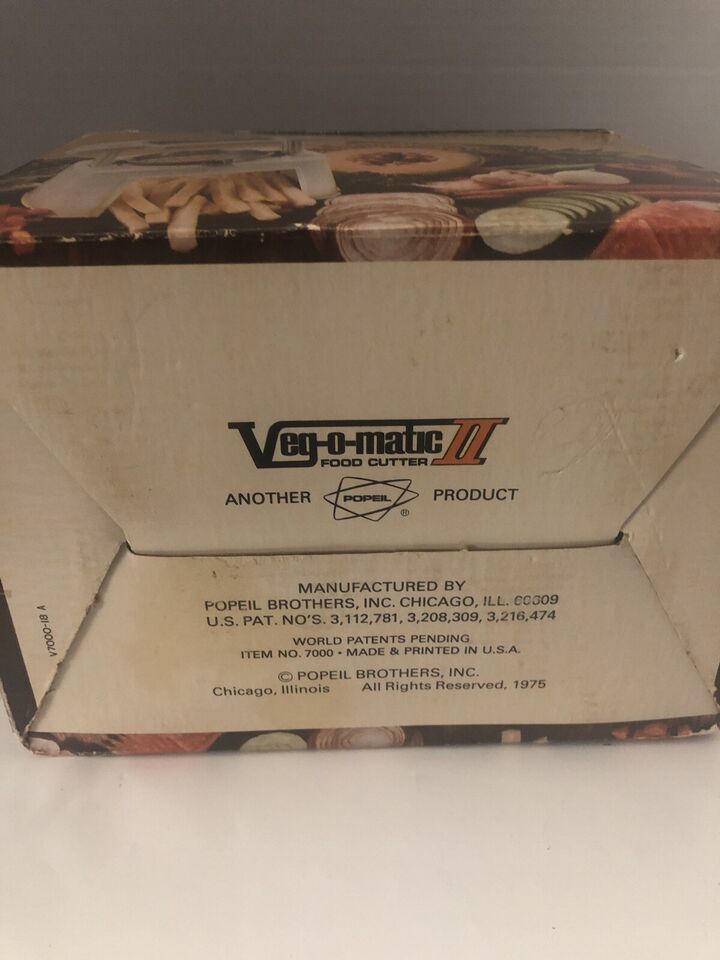 Veg-o-matic II
FOOD CUTTER
ANOTHER POPEIL ® PRODUCT
MANUFACTURED BY
POPEIL BROTHERS, INC. CHICAGO, ILL.
U.S. PAT. NO'S. 3,112,781, 3,208,309, 3,216,474
WORLD PATENTS PENDING
ITEM NO. 7000 • MADE & PRINTED IN U.S.A.
© POPEIL BROTHERS, INC.
Chicago, Illinois All Rights Reserved, 1975
V7000-18 A